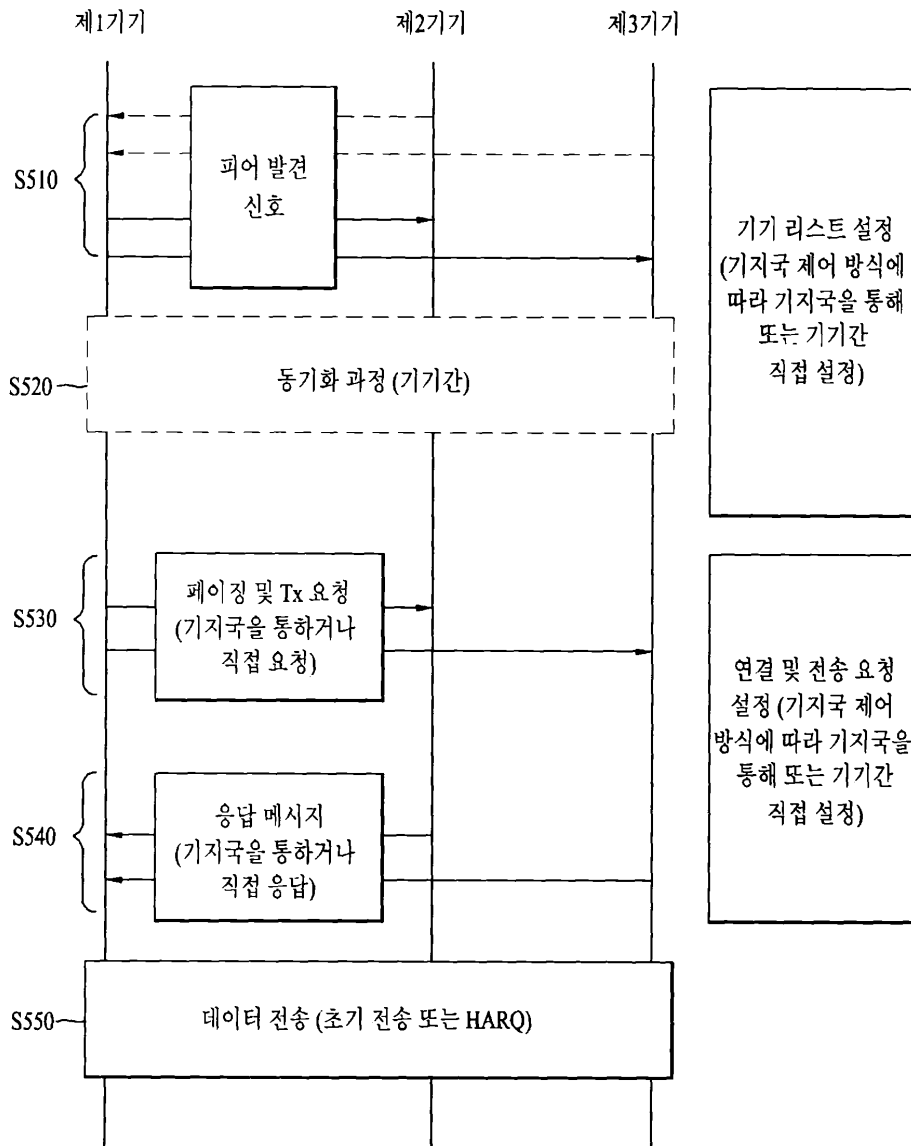 제1기기
제2기기
제3기기
S510
피어 발견
신호
기기 리스트 설정
(기지국 제어 방식에
따라 기지국을 통해
또는 기기간
직접 설정)
S520
동기화 과정 (기기간)
S530
페이징 및 Tx 요청
(기지국을 통하거나
직접 요청)
연결 및 전송 요청
설정 (기지국 제어
방식에 따라 기지국을
통해 또는 기기간
직접 설정)
S540
응답 메시지
(기지국을 통하거나
직접 응답)
S550
데이터 전송 (초기 전송 또는 HARQ)